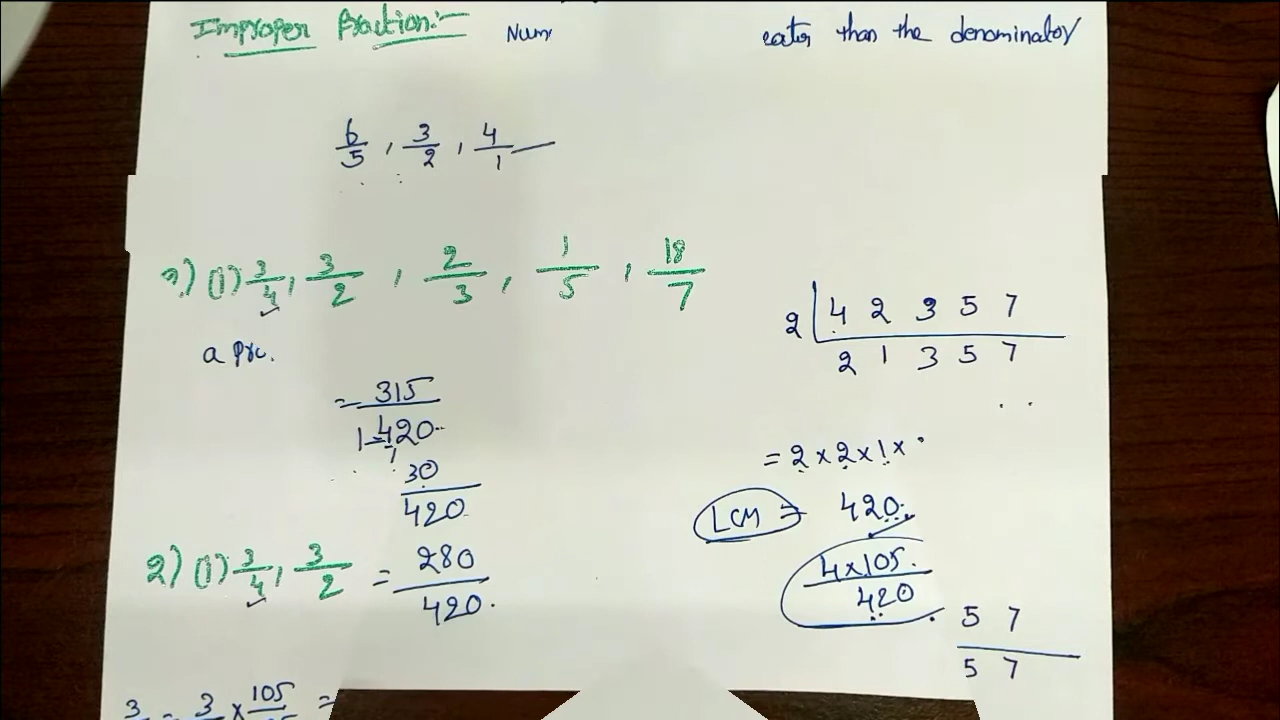 Improper fraction:- Num eater than the denominator
6/5, 3/2, 4/1
1) (i) 3/4, 3/2, 2/3, 1/5, 18/7
2 | 4 2 3 5 7
2 1 3 5 7
a
= 315/420
30/420
= 2 x 2 x 1 x
LCM ⇒ 420
4x105/420
5 7
5 7
2) (i) 3/4, 3/2 = 280/420
3 = 3 x 105 =